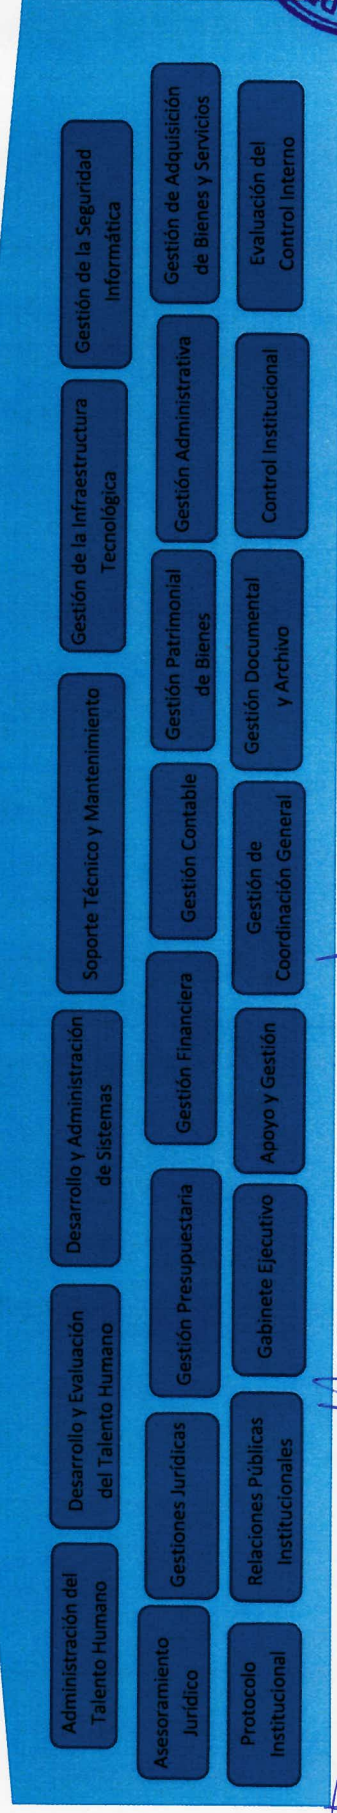 Administración del
Talento Humano
Desarrollo y Evaluación
del Talento Humano
Desarrollo y Administración
de Sistemas
Soporte Técnico y Mantenimiento
Gestión de la Infraestructura
Tecnológica
Gestión de la Seguridad
Informática
Asesoramiento
Jurídico
Gestiones Jurídicas
Gestión Presupuestaria
Gestión Financiera
Gestión Contable
Gestión Patrimonial
de Bienes
Gestión Administrativa
Gestión de Adquisición
de Bienes y Servicios
Protocolo
Institucional
Relaciones Públicas
Institucionales
Gabinete Ejecutivo
Apoyo y Gestión
Gestión de
Coordinación General
Gestión Documental
y Archivo
Control Institucional
Evaluación del
Control Interno